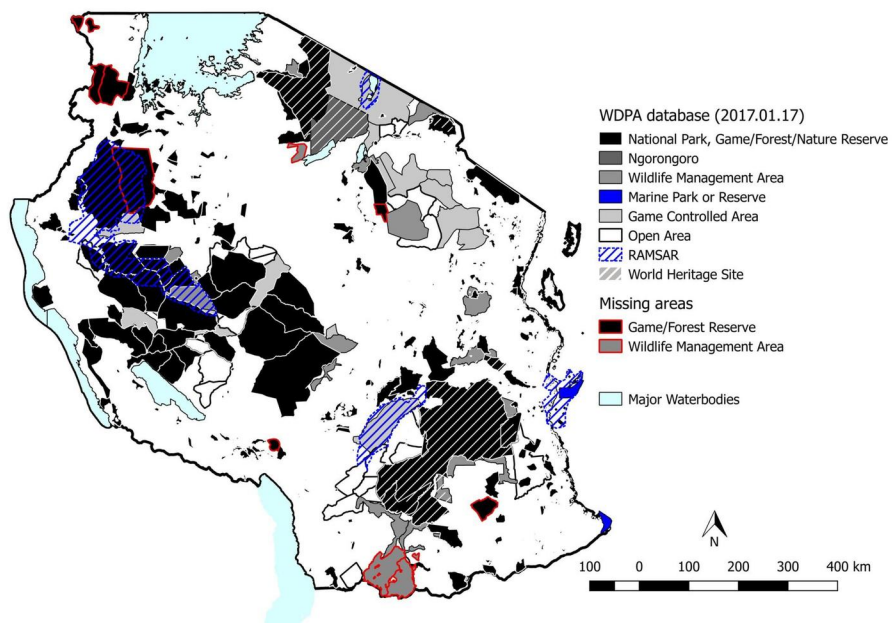 WDPA database (2017.01.17)
National Park, Game/Forest/Nature Reserve
Ngorongoro
Wildlife Management Area
Marine Park or Reserve
Game Controlled Area
Open Area
RAMSAR
World Heritage Site
Missing areas
Game/Forest Reserve
Wildlife Management Area
Major Waterbodies
N
100 0 100 200 300 400 km